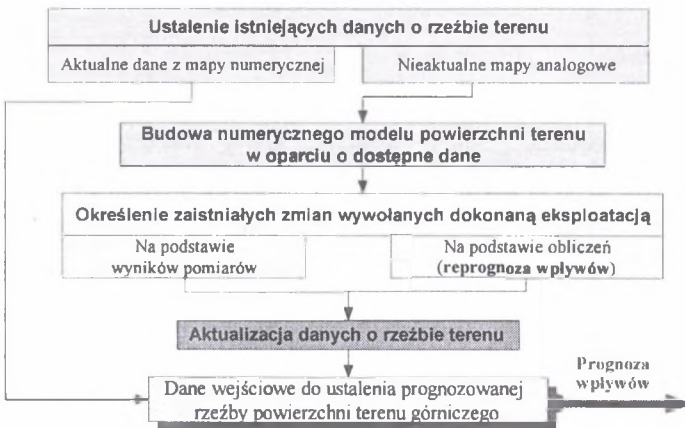 Ustalenie istniejących danych o rzeźbie terenu
Aktualne dane z mapy numerycznej
Nieaktualne mapy analogowe
Budowa numerycznego modelu powierzchni terenu
w oparciu o dostępne dane
Określenie zaistniałych zmian wywołanych dokonaną eksploatacją
Na podstawie
wyników pomiarów
Na podstawie obliczeń
(reprognoza wpływów)
Aktualizacja danych o rzeźbie terenu
Prognoza
wpływów
Dane wejściowe do ustalenia prognozowanej
rzeźby powierzchni terenu górniczego